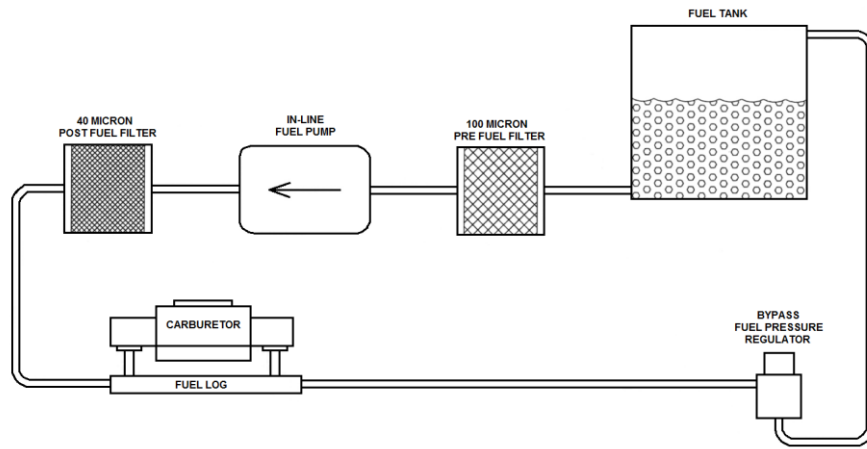 FUEL TANK
40 MICRON
POST FUEL FILTER
IN-LINE
FUEL PUMP
100 MICRON
PRE FUEL FILTER
CARBURETOR
FUEL LOG
BYPASS
FUEL PRESSURE
REGULATOR